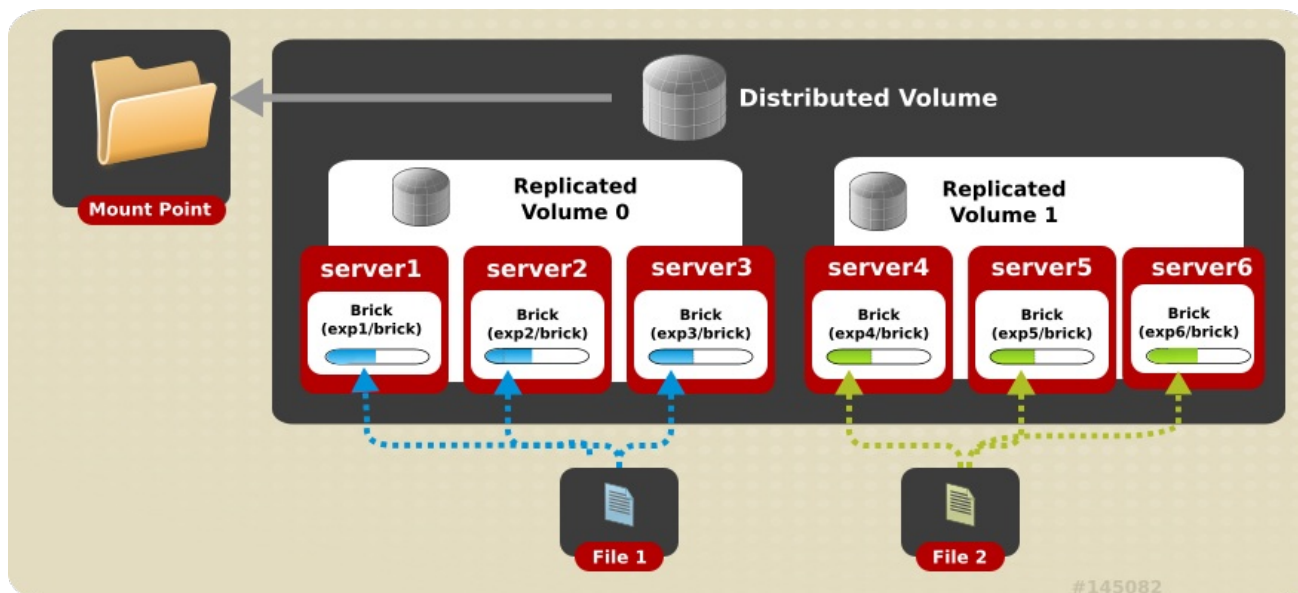 Distributed Volume
Mount Point
Replicated
Volume 0
Replicated
Volume 1
server1
server2
server3
server4
server5
server6
Brick
(exp1/brick)
Brick
(exp2/brick)
Brick
(exp3/brick)
Brick
(exp4/brick)
Brick
(exp5/brick)
Brick
(exp6/brick)
File 1
File 2
#145082